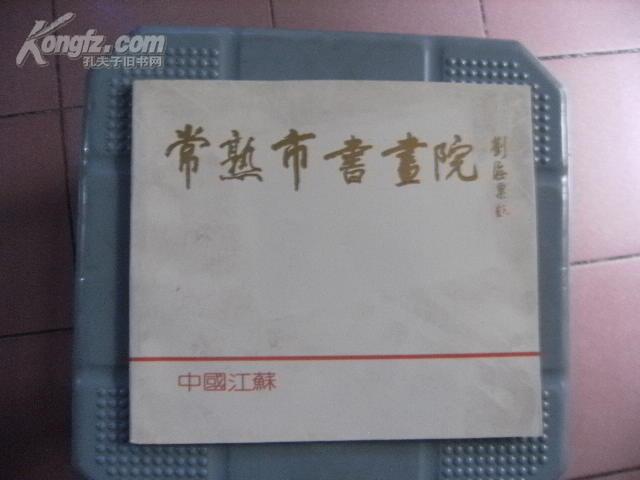 Kongfz.com
孔夫子旧书网
常熟市書畫院
劉海粟題
中國江蘇